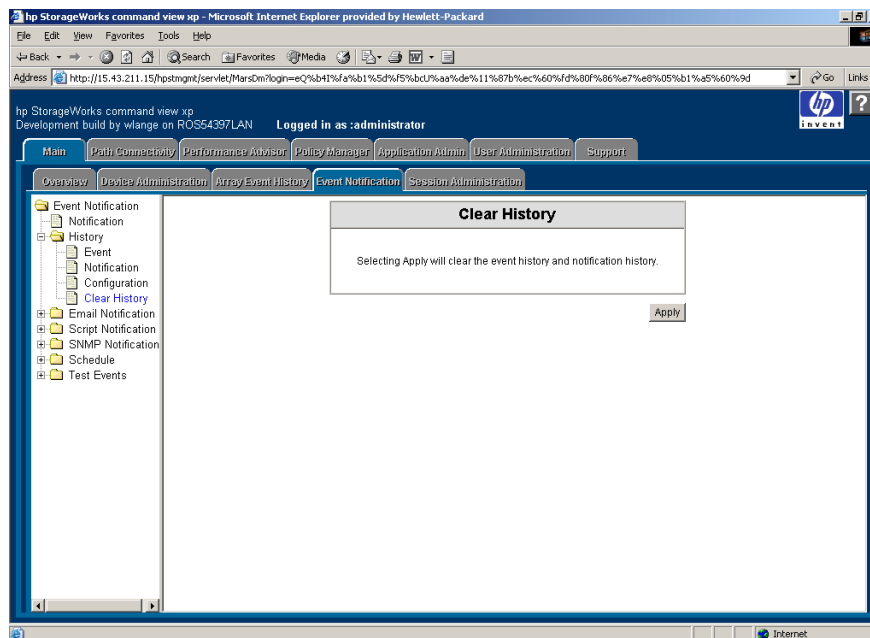 hp StorageWorks command view xp - Microsoft Internet Explorer provided by Hewlett-Packard
File Edit View Favorites Tools Help
Back Search Favorites Media
Address http://15.43.211.15/hpstmgmt/servlet/MarsDm?login=eQ%b4I%fa%b1%5d%f5%bcU%aa%de%11%87b%ec%60%fd%80f%86%e7%e8%05%b1%a5%60%9d Go Links
hp StorageWorks command view xp
Development build by wlange on ROS54397LAN Logged in as :administrator
hp
invent
?
Main Path Connectivity Performance Advisor Policy Manager Application Admin User Administration Support
Overview Device Administration Array Event History Event Notification Session Administration
Event Notification
Notification
History
Event
Notification
Configuration
Clear History
Email Notification
Script Notification
SNMP Notification
Schedule
Test Events
Clear History
Selecting Apply will clear the event history and notification history.
Apply
Internet